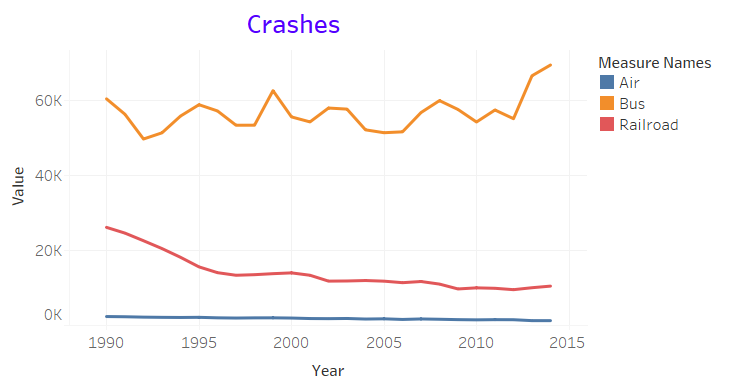 Crashes
Measure Names
Air
Bus
Railroad
Value
60K
40K
20K
0K
1990
1995
2000
2005
2010
2015
Year